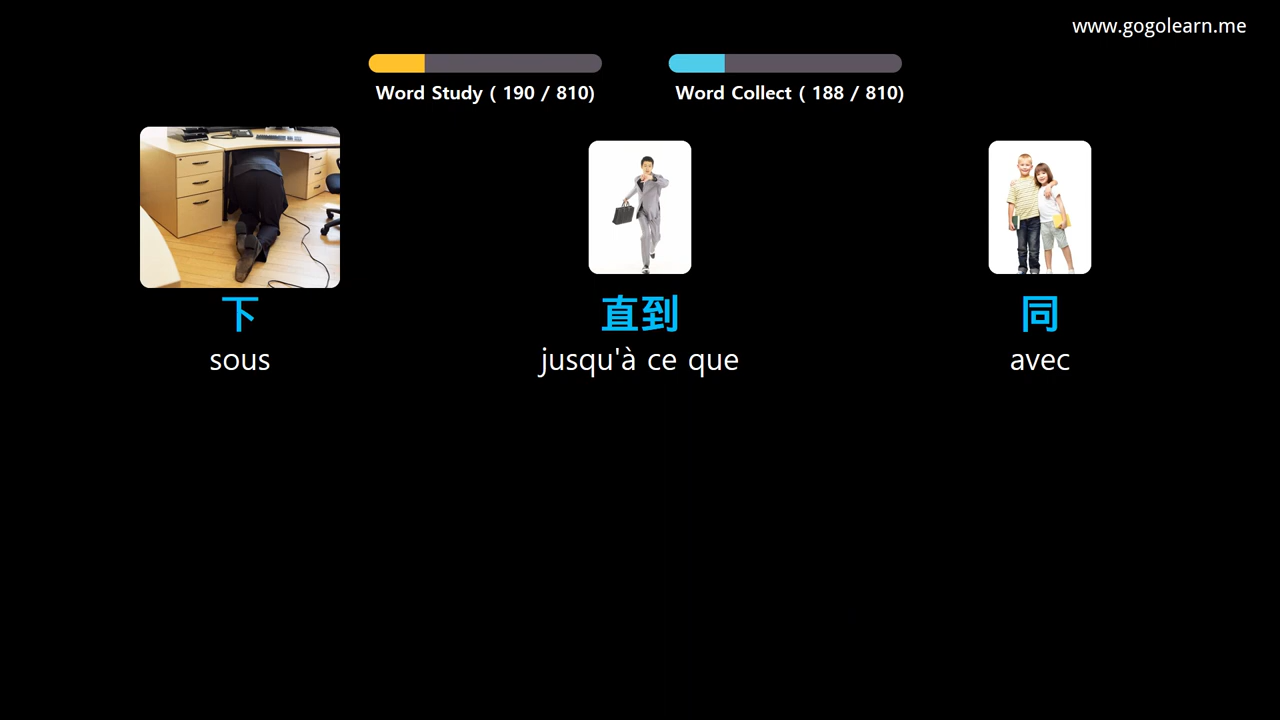 www.gogolearn.me
Word Study ( 190 / 810)
Word Collect ( 188 / 810)
下
sous
直到
jusqu'à ce que
同
avec